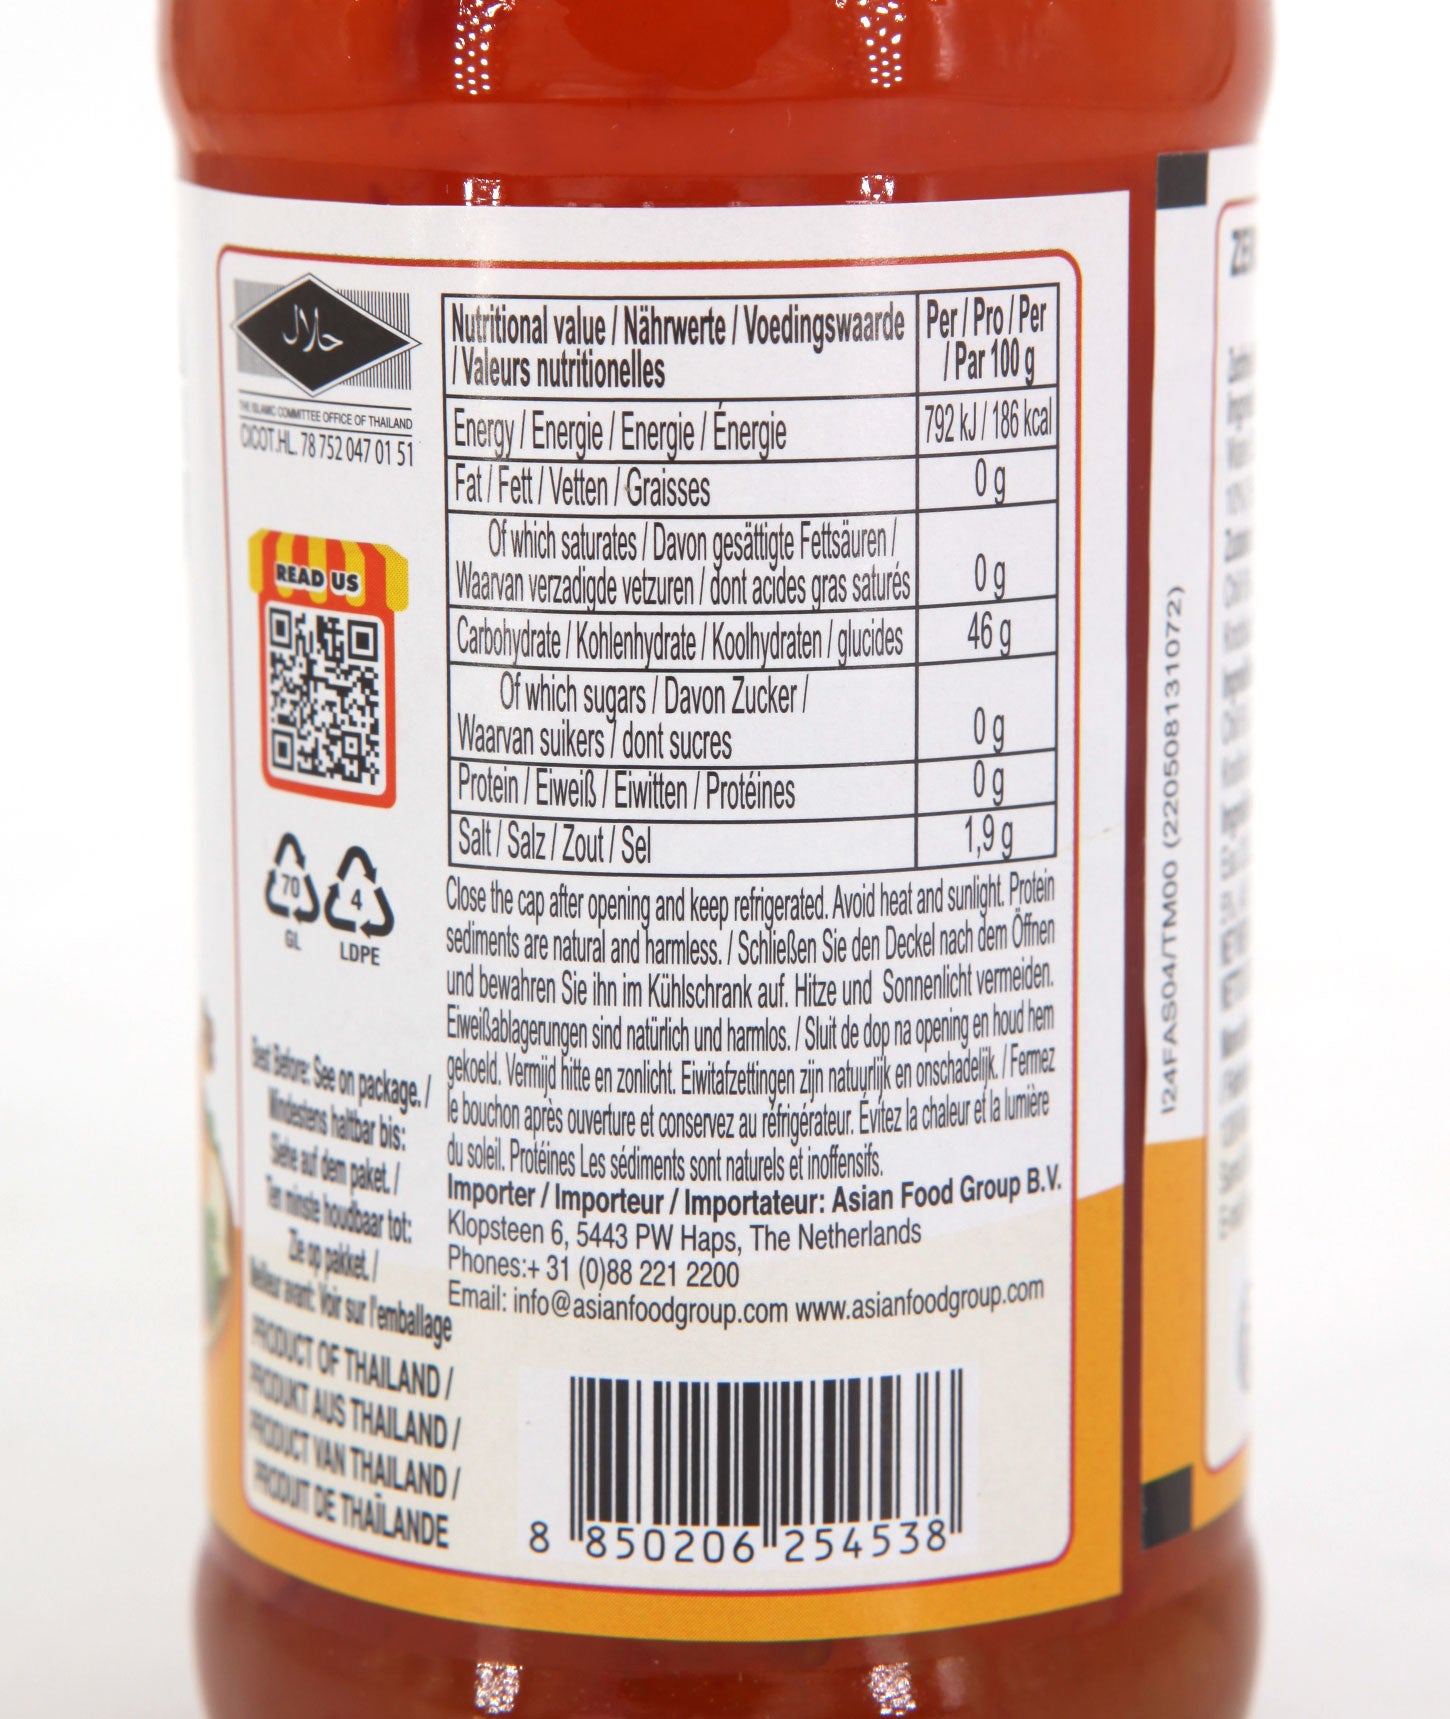 حلال
THE ISLAMIC COMMITTEE OFFICE OF THAILAND
CICOT.HL. 78 752 047 01 51
READ US
70
GL
4
LDPE
Best Before: See on package. /
Mindestens haltbar bis:
Siehe auf dem paket. /
Ten minste houdbaar tot:
Zie op pakket. /
Meilleur avant: Voir sur l'emballage
PRODUCT OF THAILAND /
PRODUKT AUS THAILAND /
PRODUCT VAN THAILAND /
PRODUIT DE THAÏLANDE
Nutritional value / Nährwerte / Voedingswaarde
/ Valeurs nutritionelles
Per / Pro / Per
/ Par 100 g
Energy / Energie / Energie / Énergie 792 kJ / 186 kcal
Fat / Fett / Vetten / Graisses 0 g
Of which saturates / Davon gesättigte Fettsäuren /
Waarvan verzadigde vetzuren / dont acides gras saturés 0 g
Carbohydrate / Kohlenhydrate / Koolhydraten / glucides 46 g
Of which sugars / Davon Zucker /
Waarvan suikers / dont sucres 0 g
Protein / Eiweiß / Eiwitten / Protéines 0 g
Salt / Salz / Zout / Sel 1,9 g
Close the cap after opening and keep refrigerated. Avoid heat and sunlight. Protein
sediments are natural and harmless. / Schließen Sie den Deckel nach dem Öffnen
und bewahren Sie ihn im Kühlschrank auf. Hitze und Sonnenlicht vermeiden.
Eiweißablagerungen sind natürlich und harmlos. / Sluit de dop na opening en houd hem
gekoeld. Vermijd hitte en zonlicht. Eiwitafzettingen zijn natuurlijk en onschadelijk. / Fermez
le bouchon après ouverture et conservez au réfrigérateur. Évitez la chaleur et la lumière
du soleil. Protéines Les sédiments sont naturels et inoffensifs.
Importer / Importeur / Importateur: Asian Food Group B.V.
Klopsteen 6, 5443 PW Haps, The Netherlands
Phones:+ 31 (0)88 221 2200
Email: info@asianfoodgroup.com www.asianfoodgroup.com
8 850206 254538
I24FAS04/TM00 (220508131072)